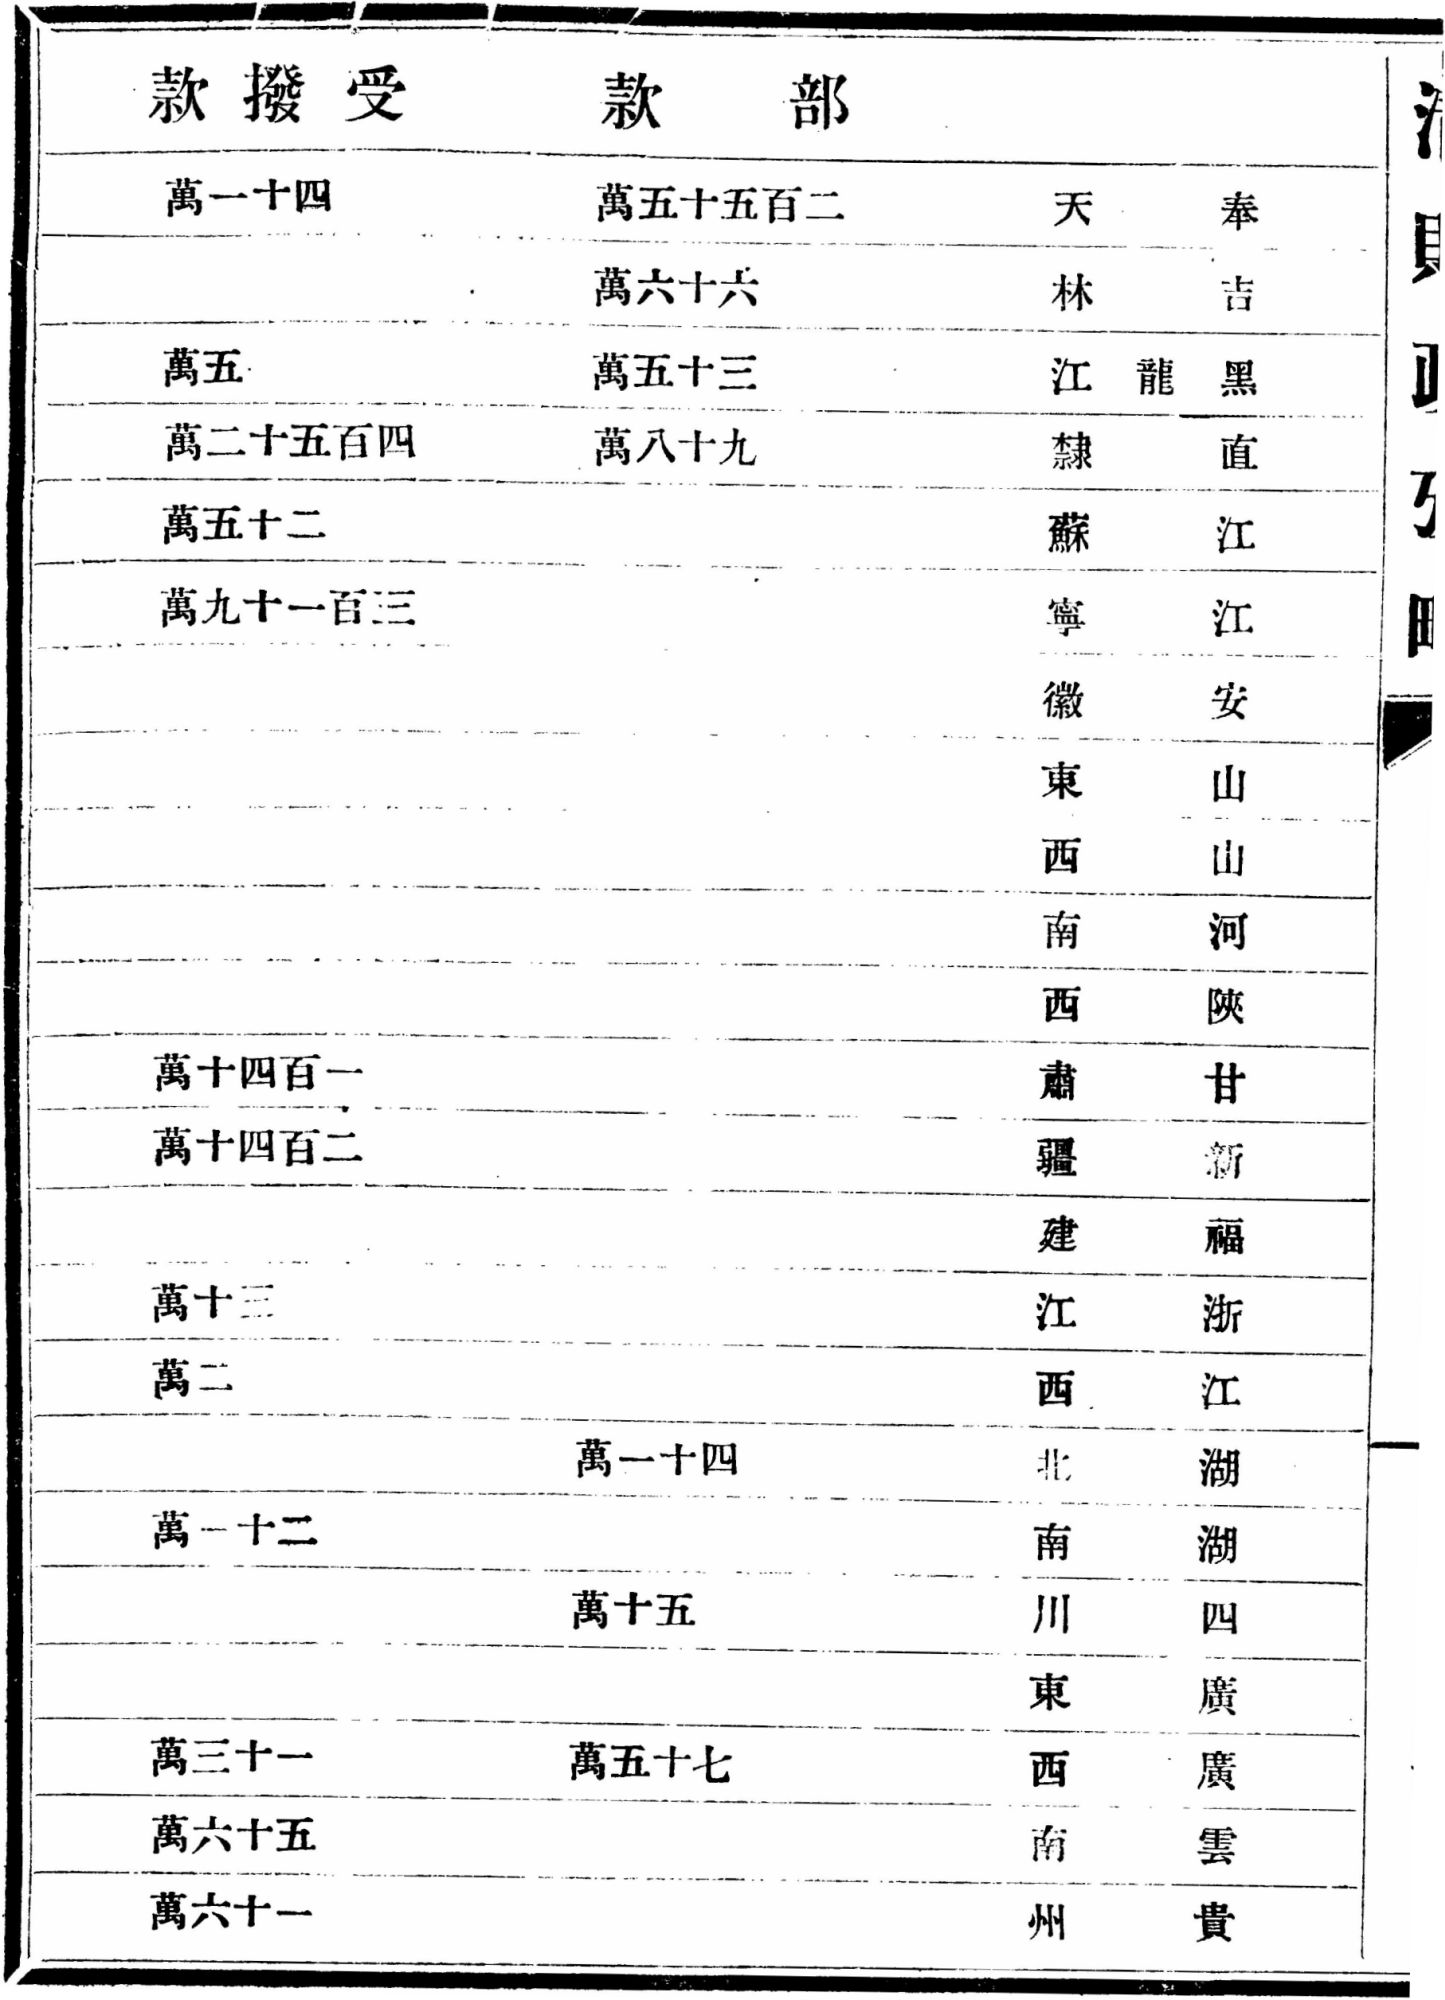 部款 受撥款
奉天 二百五十五萬 四十一萬
吉林 六十六萬
黑龍江 三十五萬 五萬
直隸 九十八萬 四百五十二萬
江蘇 二十五萬
江寧 三百一十九萬
安徽
山東
山西
河南
陝西
甘肅 一百四十萬
新疆 二百四十萬
福建
浙江 三十萬
江西 二萬
湖北 四十一萬
湖南 二十一萬
四川 五十萬
廣東
廣西 七十五萬 一十三萬
雲南 五十六萬
貴州 一十六萬